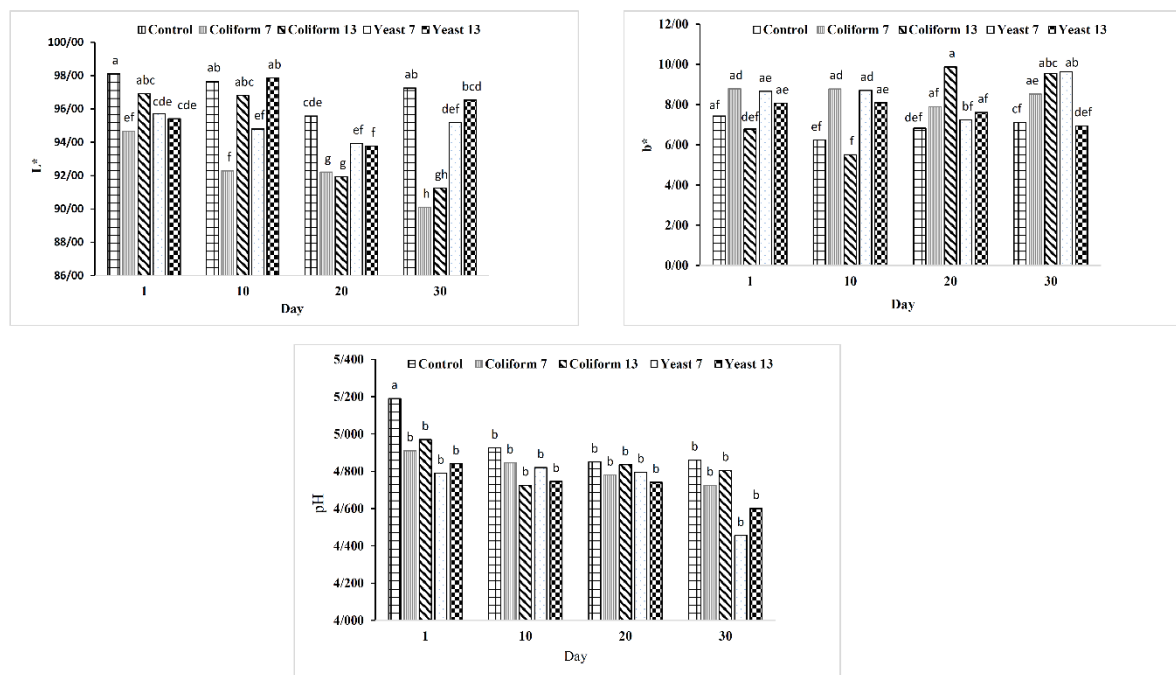 Control Coliform 7 Coliform 13 Yeast 7 Yeast 13
100/00
98/00
96/00
94/00
92/00
90/00
88/00
86/00
L*
a ef abc cde cde
ab f abc ef ab
cde g g ef f
ab h gh def bcd
1 10 20 30
Day
Control Coliform 7 Coliform 13 Yeast 7 Yeast 13
12/00
10/00
8/00
6/00
4/00
2/00
0/00
b*
af ad def ae ae
ef ad f ad ae
def af a bf af
cf ae abc ab def
1 10 20 30
Day
Control Coliform 7 Coliform 13 Yeast 7 Yeast 13
5/400
5/200
5/000
4/800
4/600
4/400
4/200
4/000
pH
a b b b b
b b b b b
b b b b b
b b b b b
1 10 20 30
Day